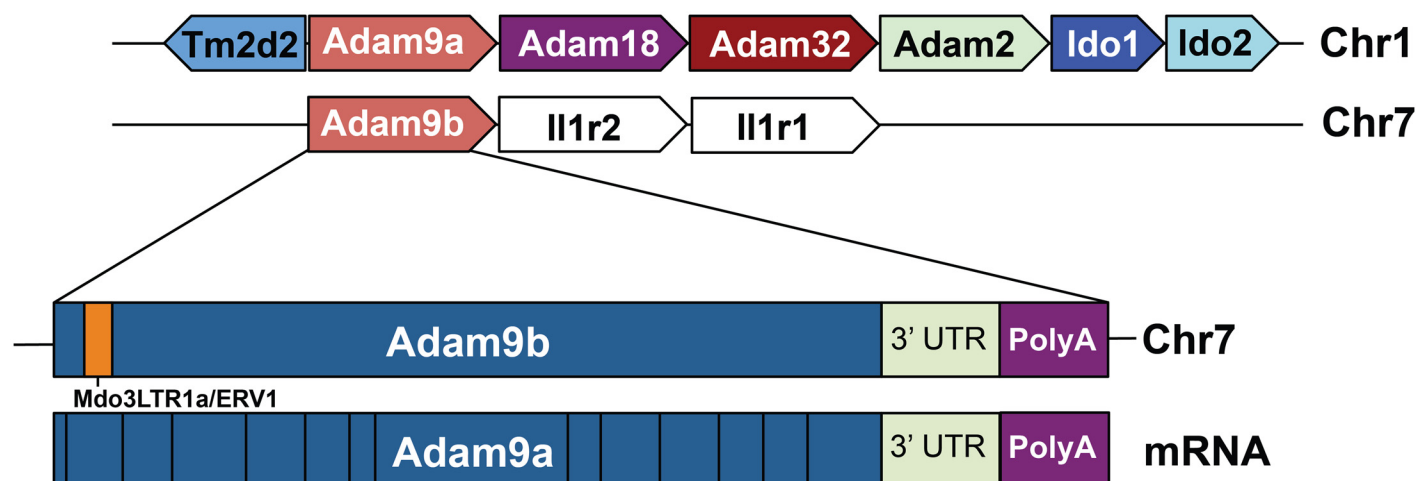 Tm2d2 Adam9a Adam18 Adam32 Adam2 Ido1 Ido2 Chr1
Adam9b Il1r2 Il1r1 Chr7
Adam9b 3’ UTR PolyA Chr7
Mdo3LTR1a/ERV1
Adam9a 3’ UTR PolyA mRNA